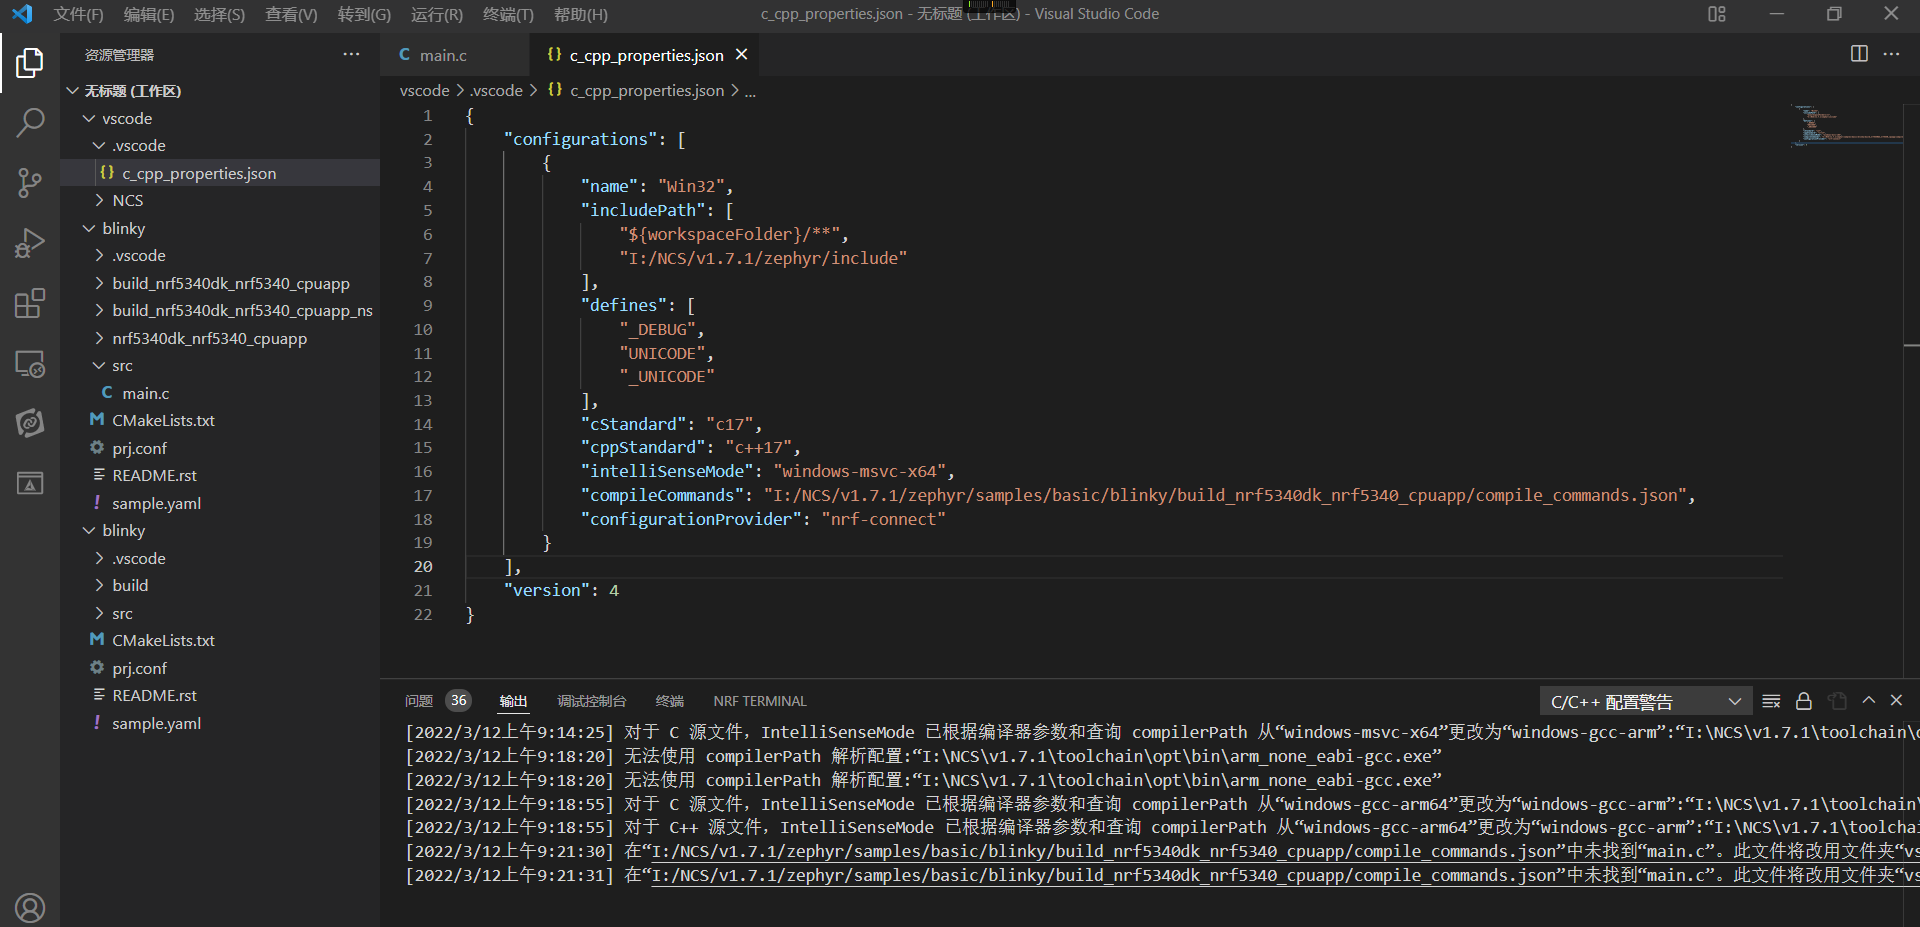 文件(F) 编辑(E) 选择(S) 查看(V) 转到(G) 运行(R) 终端(T) 帮助(H) c_cpp_properties.json - 无标题 (工作区) - Visual Studio Code
资源管理器 ···
无标题 (工作区)
vscode
.vscode
{} c_cpp_properties.json
NCS
blinky
.vscode
build_nrf5340dk_nrf5340_cpuapp
build_nrf5340dk_nrf5340_cpuapp_ns
nrf5340dk_nrf5340_cpuapp
src
C main.c
M CMakeLists.txt
prj.conf
README.rst
! sample.yaml
blinky
.vscode
build
src
M CMakeLists.txt
prj.conf
README.rst
! sample.yaml
C main.c {} c_cpp_properties.json
vscode > .vscode > {} c_cpp_properties.json > ...
1 {
2 "configurations": [
3 {
4 "name": "Win32",
5 "includePath": [
6 "${workspaceFolder}/**",
7 "I:/NCS/v1.7.1/zephyr/include"
8 ],
9 "defines": [
10 "_DEBUG",
11 "UNICODE",
12 "_UNICODE"
13 ],
14 "cStandard": "c17",
15 "cppStandard": "c++17",
16 "intelliSenseMode": "windows-msvc-x64",
17 "compileCommands": "I:/NCS/v1.7.1/zephyr/samples/basic/blinky/build_nrf5340dk_nrf5340_cpuapp/compile_commands.json",
18 "configurationProvider": "nrf-connect"
19 }
20 ],
21 "version": 4
22 }
问题 36 输出 调试控制台 终端 NRF TERMINAL C/C++ 配置警告
[2022/3/12上午9:14:25] 对于 C 源文件，IntelliSenseMode 已根据编译器参数和查询 compilerPath 从“windows-msvc-x64”更改为“windows-gcc-arm”:“I:\NCS\v1.7.1\toolchain\
[2022/3/12上午9:18:20] 无法使用 compilerPath 解析配置:“I:\NCS\v1.7.1\toolchain\opt\bin\arm_none_eabi-gcc.exe”
[2022/3/12上午9:18:20] 无法使用 compilerPath 解析配置:“I:\NCS\v1.7.1\toolchain\opt\bin\arm_none_eabi-gcc.exe”
[2022/3/12上午9:18:55] 对于 C 源文件，IntelliSenseMode 已根据编译器参数和查询 compilerPath 从“windows-gcc-arm64”更改为“windows-gcc-arm”:“I:\NCS\v1.7.1\toolchain\
[2022/3/12上午9:18:55] 对于 C++ 源文件，IntelliSenseMode 已根据编译器参数和查询 compilerPath 从“windows-gcc-arm64”更改为“windows-gcc-arm”:“I:\NCS\v1.7.1\toolchai
[2022/3/12上午9:21:30] 在“I:/NCS/v1.7.1/zephyr/samples/basic/blinky/build_nrf5340dk_nrf5340_cpuapp/compile_commands.json”中未找到“main.c”。此文件将改用文件夹“vs
[2022/3/12上午9:21:31] 在“I:/NCS/v1.7.1/zephyr/samples/basic/blinky/build_nrf5340dk_nrf5340_cpuapp/compile_commands.json”中未找到“main.c”。此文件将改用文件夹“vs